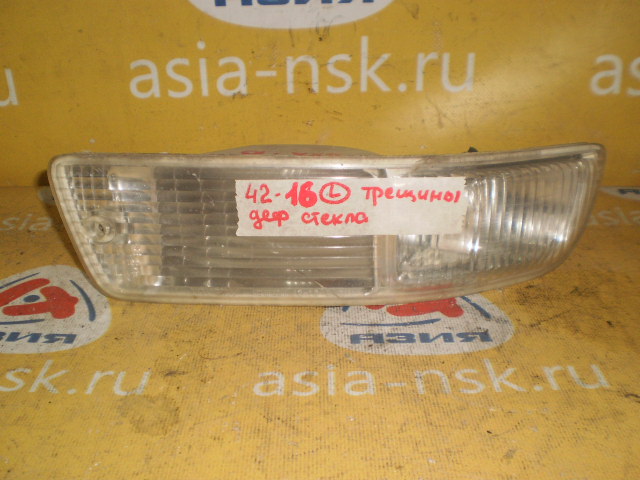 АЗИЯ
asia-nsk.ru
42-16 Ⓛ трещины
деф стекла
АЗИЯ
asia-nsk.ru
asia-nsk.ru